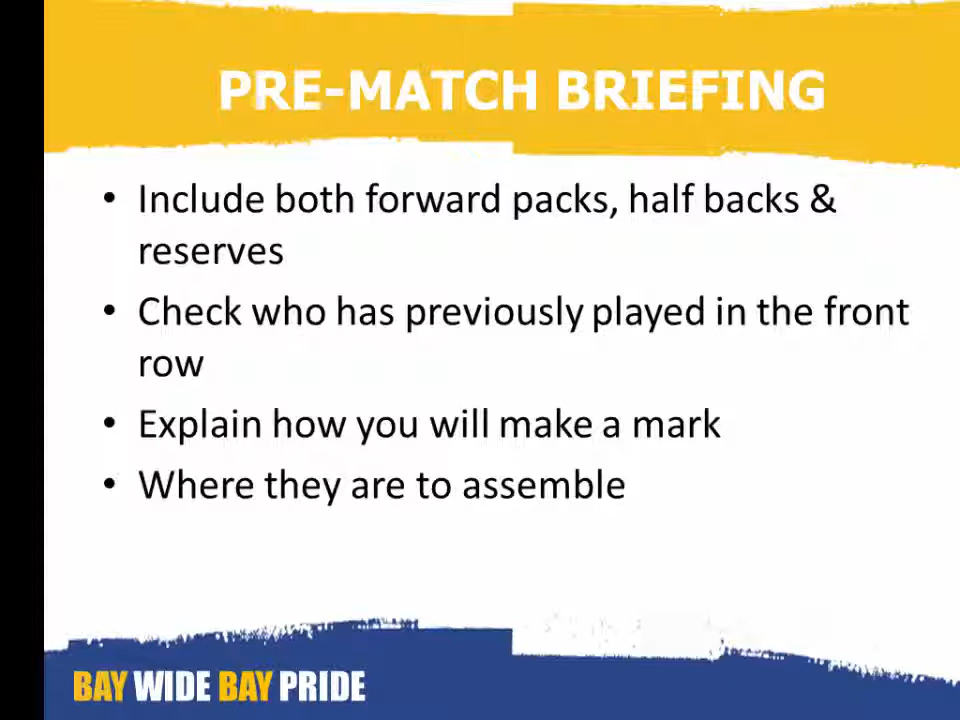 PRE-MATCH BRIEFING
• Include both forward packs, half backs &
reserves
• Check who has previously played in the front
row
• Explain how you will make a mark
• Where they are to assemble
BAY WIDE BAY PRIDE